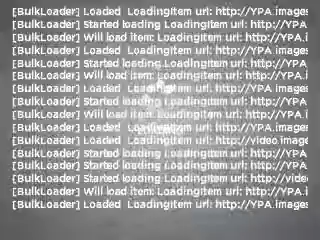 [BulkLoader] Loaded LoadingItem url: http://YPA.images
[BulkLoader] Started loading LoadingItem url: http://YPA
[BulkLoader] Will load item: LoadingItem url: http://YPA.i
[BulkLoader] Loaded LoadingItem url: http://YPA.images
[BulkLoader] Started loading LoadingItem url: http://YPA
[BulkLoader] Will load item: LoadingItem url: http://YPA.i
[BulkLoader] Loaded LoadingItem url: http://YPA.images
[BulkLoader] Started loading LoadingItem url: http://YPA
[BulkLoader] Will load item: LoadingItem url: http://YPA.i
[BulkLoader] Loaded LoadingItem url: http://YPA.images
[BulkLoader] Loaded LoadingItem url: http://video.image
[BulkLoader] Started loading LoadingItem url: http://YPA
[BulkLoader] Started loading LoadingItem url: http://YPA
[BulkLoader] Started loading LoadingItem url: http://vide
[BulkLoader] Will load item: LoadingItem url: http://YPA.i
[BulkLoader] Loaded LoadingItem url: http://YPA.images